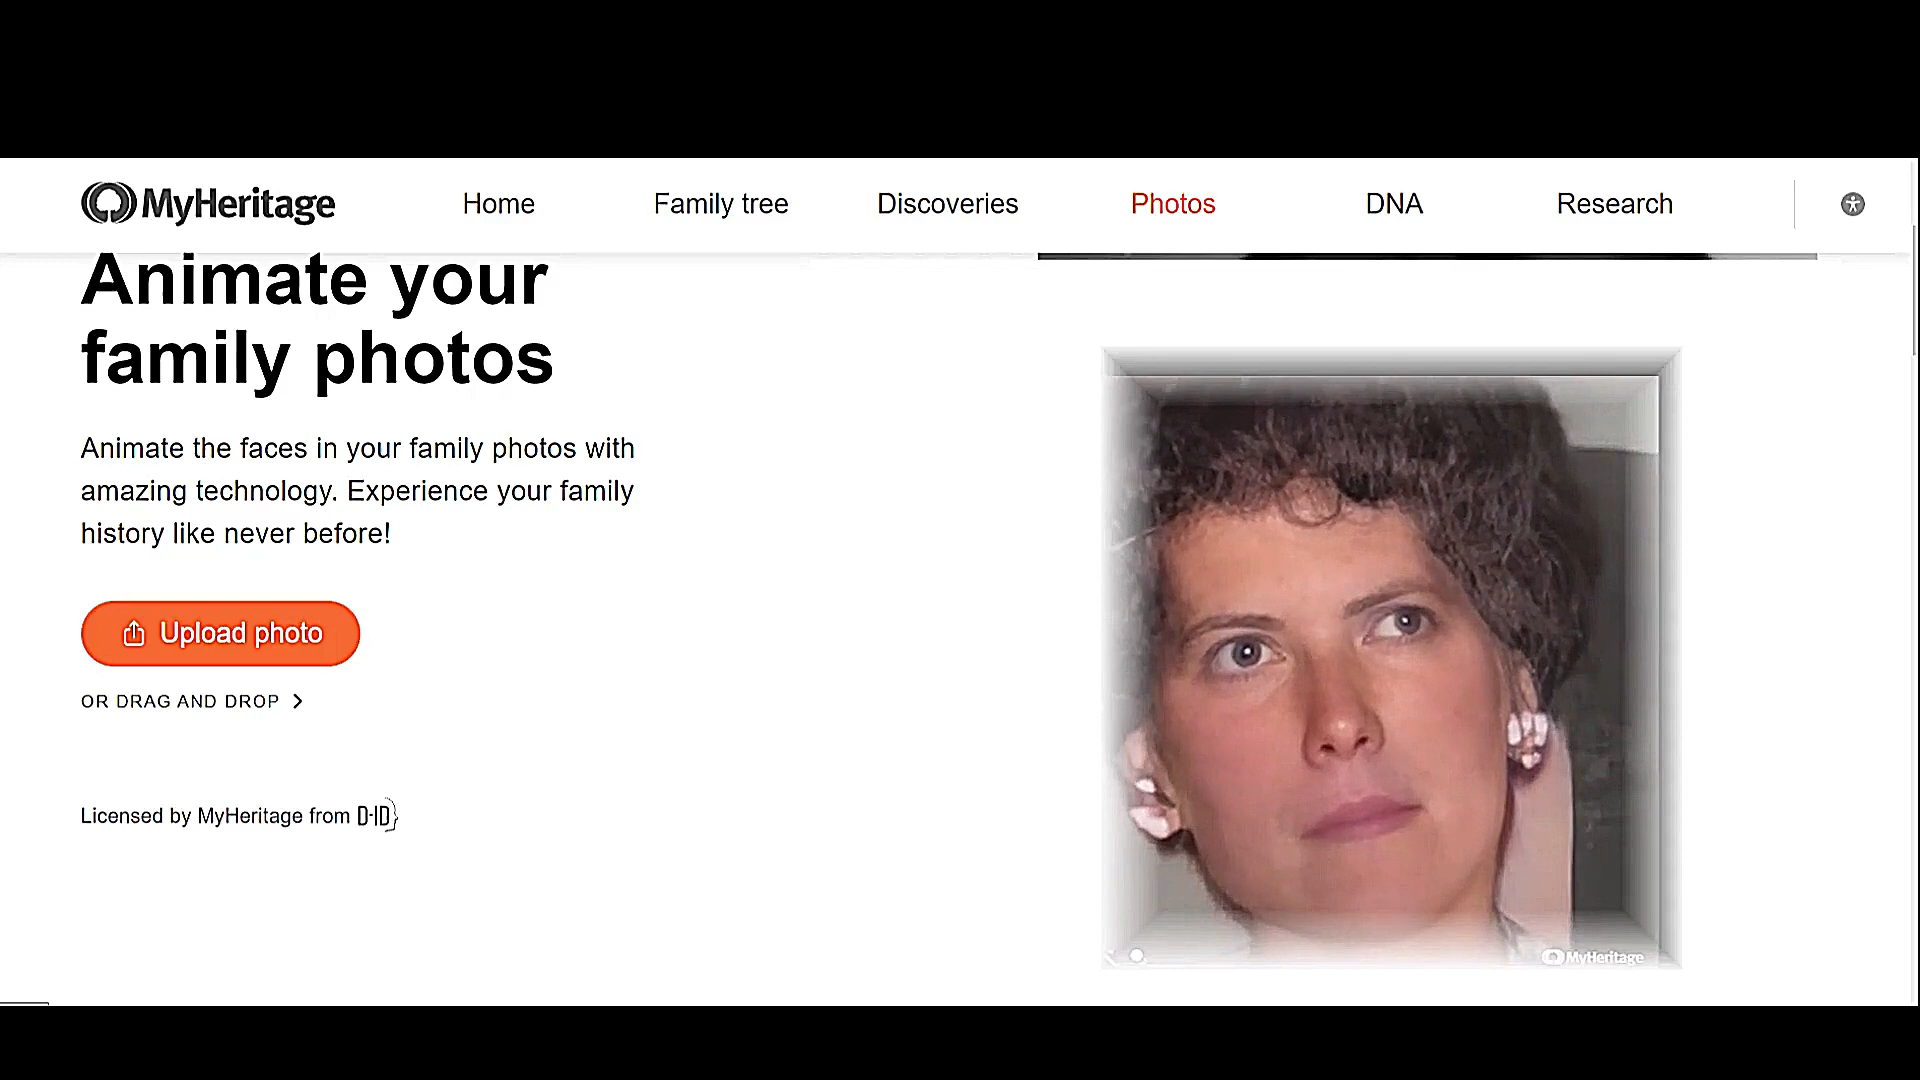 MyHeritage
Home
Family tree
Discoveries
Photos
DNA
Research
Animate your
family photos
Animate the faces in your family photos with
amazing technology. Experience your family
history like never before!
Upload photo
OR DRAG AND DROP
Licensed by MyHeritage from D-ID
MyHeritage